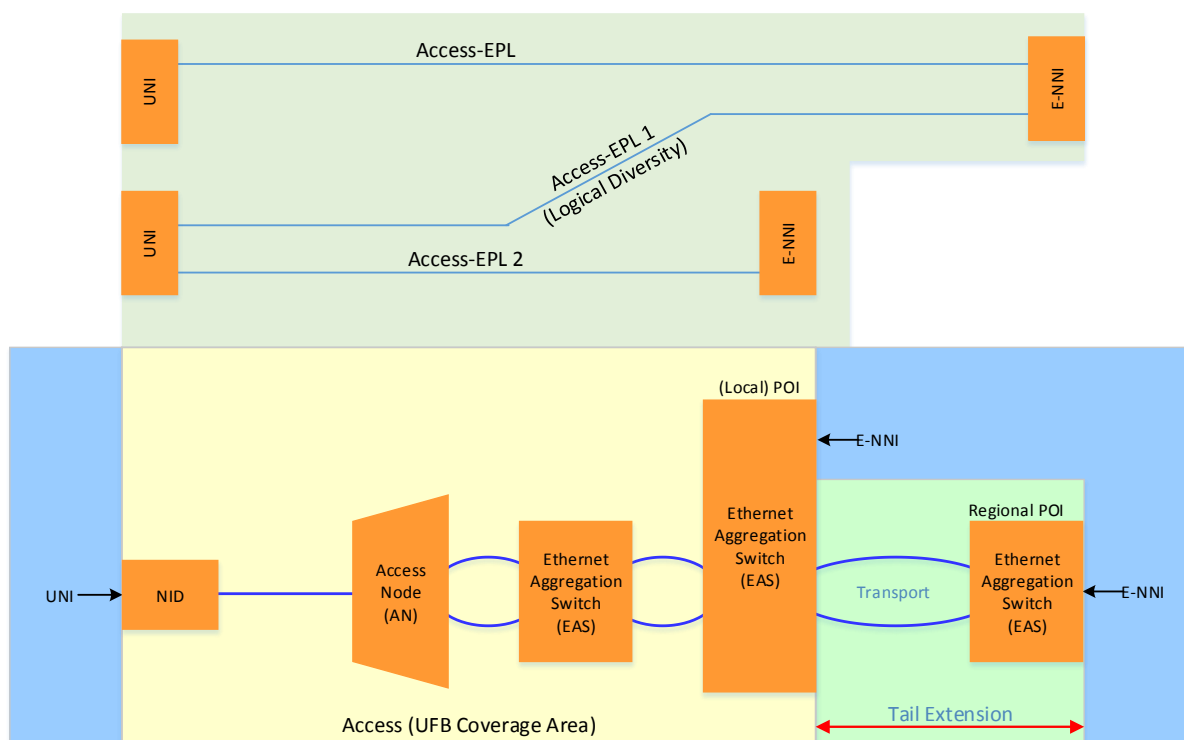 Access-EPL
UNI
E-NNI
Access-EPL 1
(Logical Diversity)
UNI
E-NNI
Access-EPL 2
(Local) POI
E-NNI
Regional POI
Ethernet
Aggregation
Switch
(EAS)
Access
Node
(AN)
Ethernet
Aggregation
Switch
(EAS)
Transport
Ethernet
Aggregation
Switch
(EAS)
UNI
NID
E-NNI
Access (UFB Coverage Area)
Tail Extension